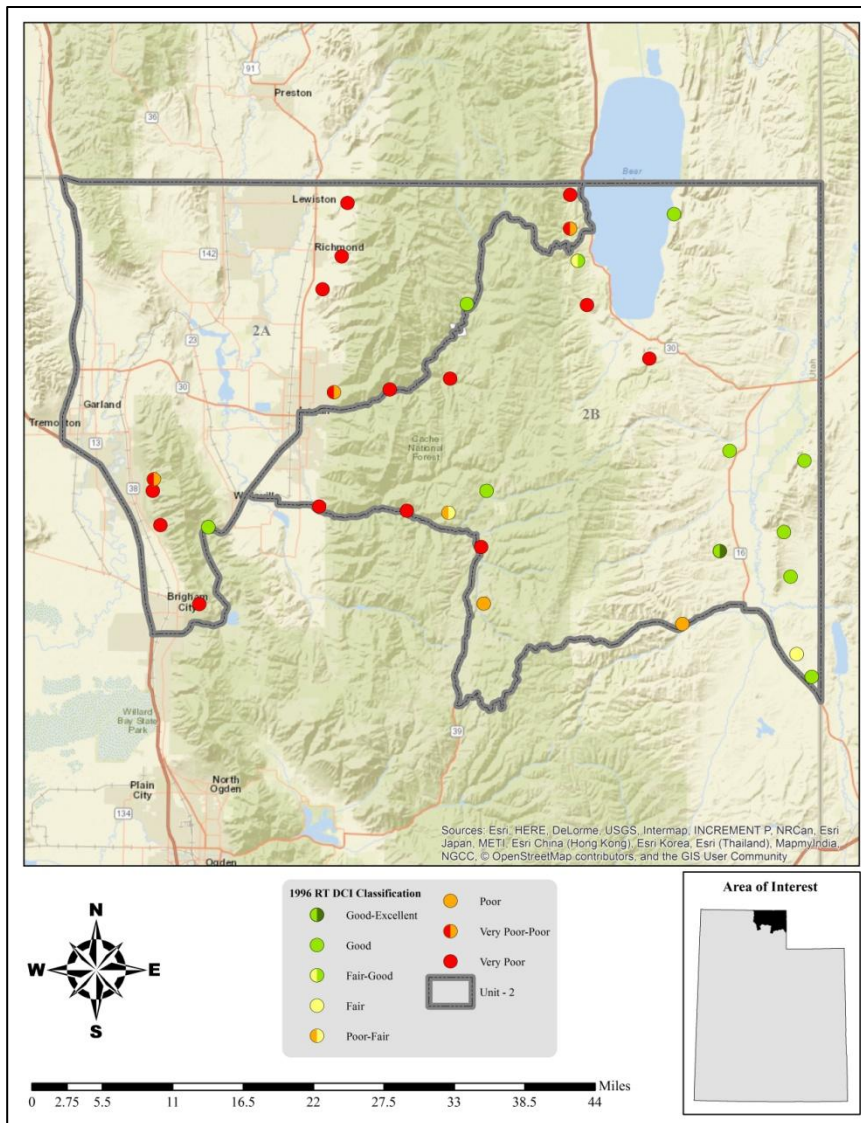 91
Preston
36
Bear
Lewiston
142
Richmond
2A
23
30
30
Utah
Garland
Tremonton
13
2B
Cache
National
Forest
38
16
Brigham
City
Willard
Bay State
Park
39
North
Ogden
Plain
City
134
Ogden
Sources: Esri, HERE, DeLorme, USGS, Intermap, INCREMENT P, NRCan, Esri
Japan, METI, Esri China (Hong Kong), Esri Korea, Esri (Thailand), MapmyIndia,
NGCC, © OpenStreetMap contributors, and the GIS User Community
N
W E
S
1996 RT DCI Classification
Good-Excellent
Good
Fair-Good
Fair
Poor-Fair
Poor
Very Poor-Poor
Very Poor
Unit - 2
Area of Interest
Miles
0 2.75 5.5 11 16.5 22 27.5 33 38.5 44